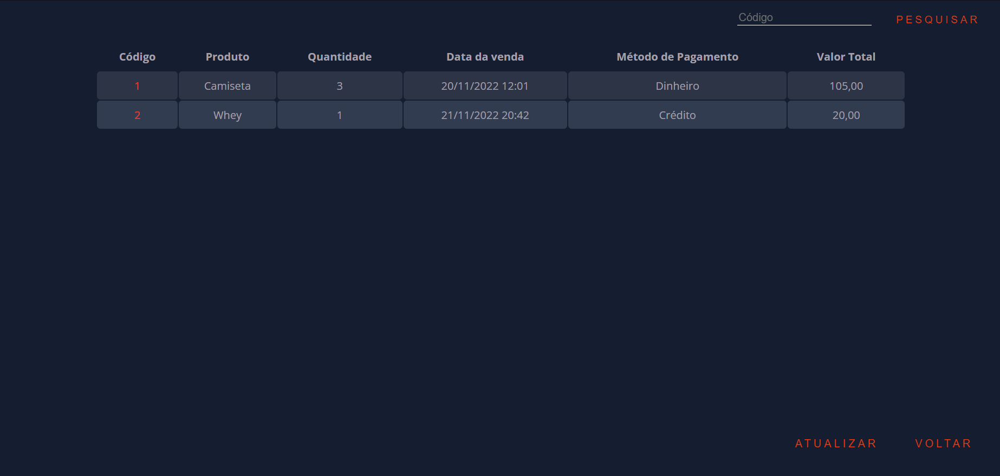 Código PESQUISAR
Código Produto Quantidade Data da venda Método de Pagamento Valor Total
1 Camiseta 3 20/11/2022 12:01 Dinheiro 105,00
2 Whey 1 21/11/2022 20:42 Crédito 20,00
ATUALIZAR VOLTAR